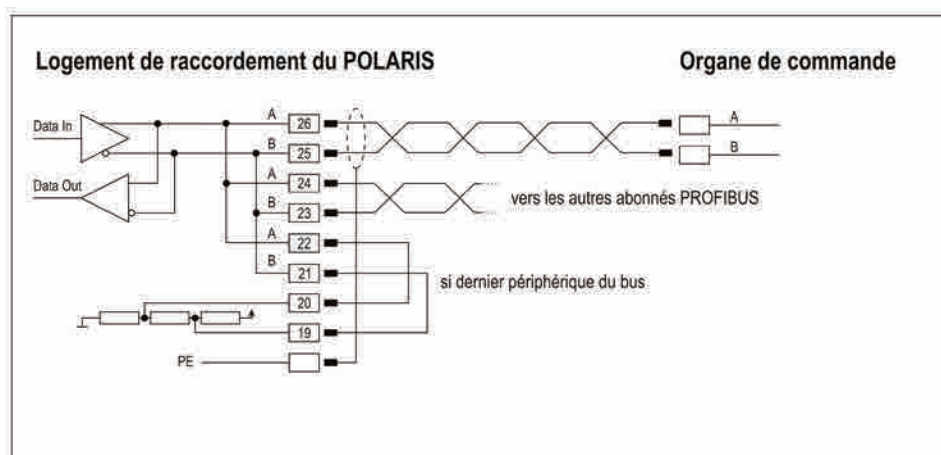 Logement de raccordement du POLARIS
Organe de commande
Data In
A
26
A
B
25
B
Data Out
A
24
vers les autres abonnés PROFIBUS
B
23
A
22
B
21
si dernier périphérique du bus
20
19
PE